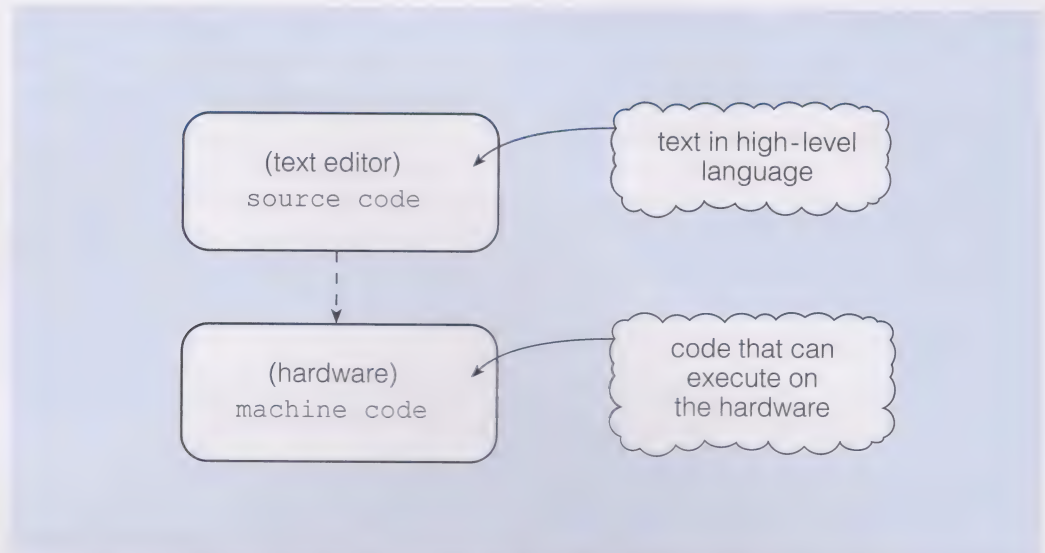 (text editor)
source code
text in high-level
language
(hardware)
machine code
code that can
execute on
the hardware